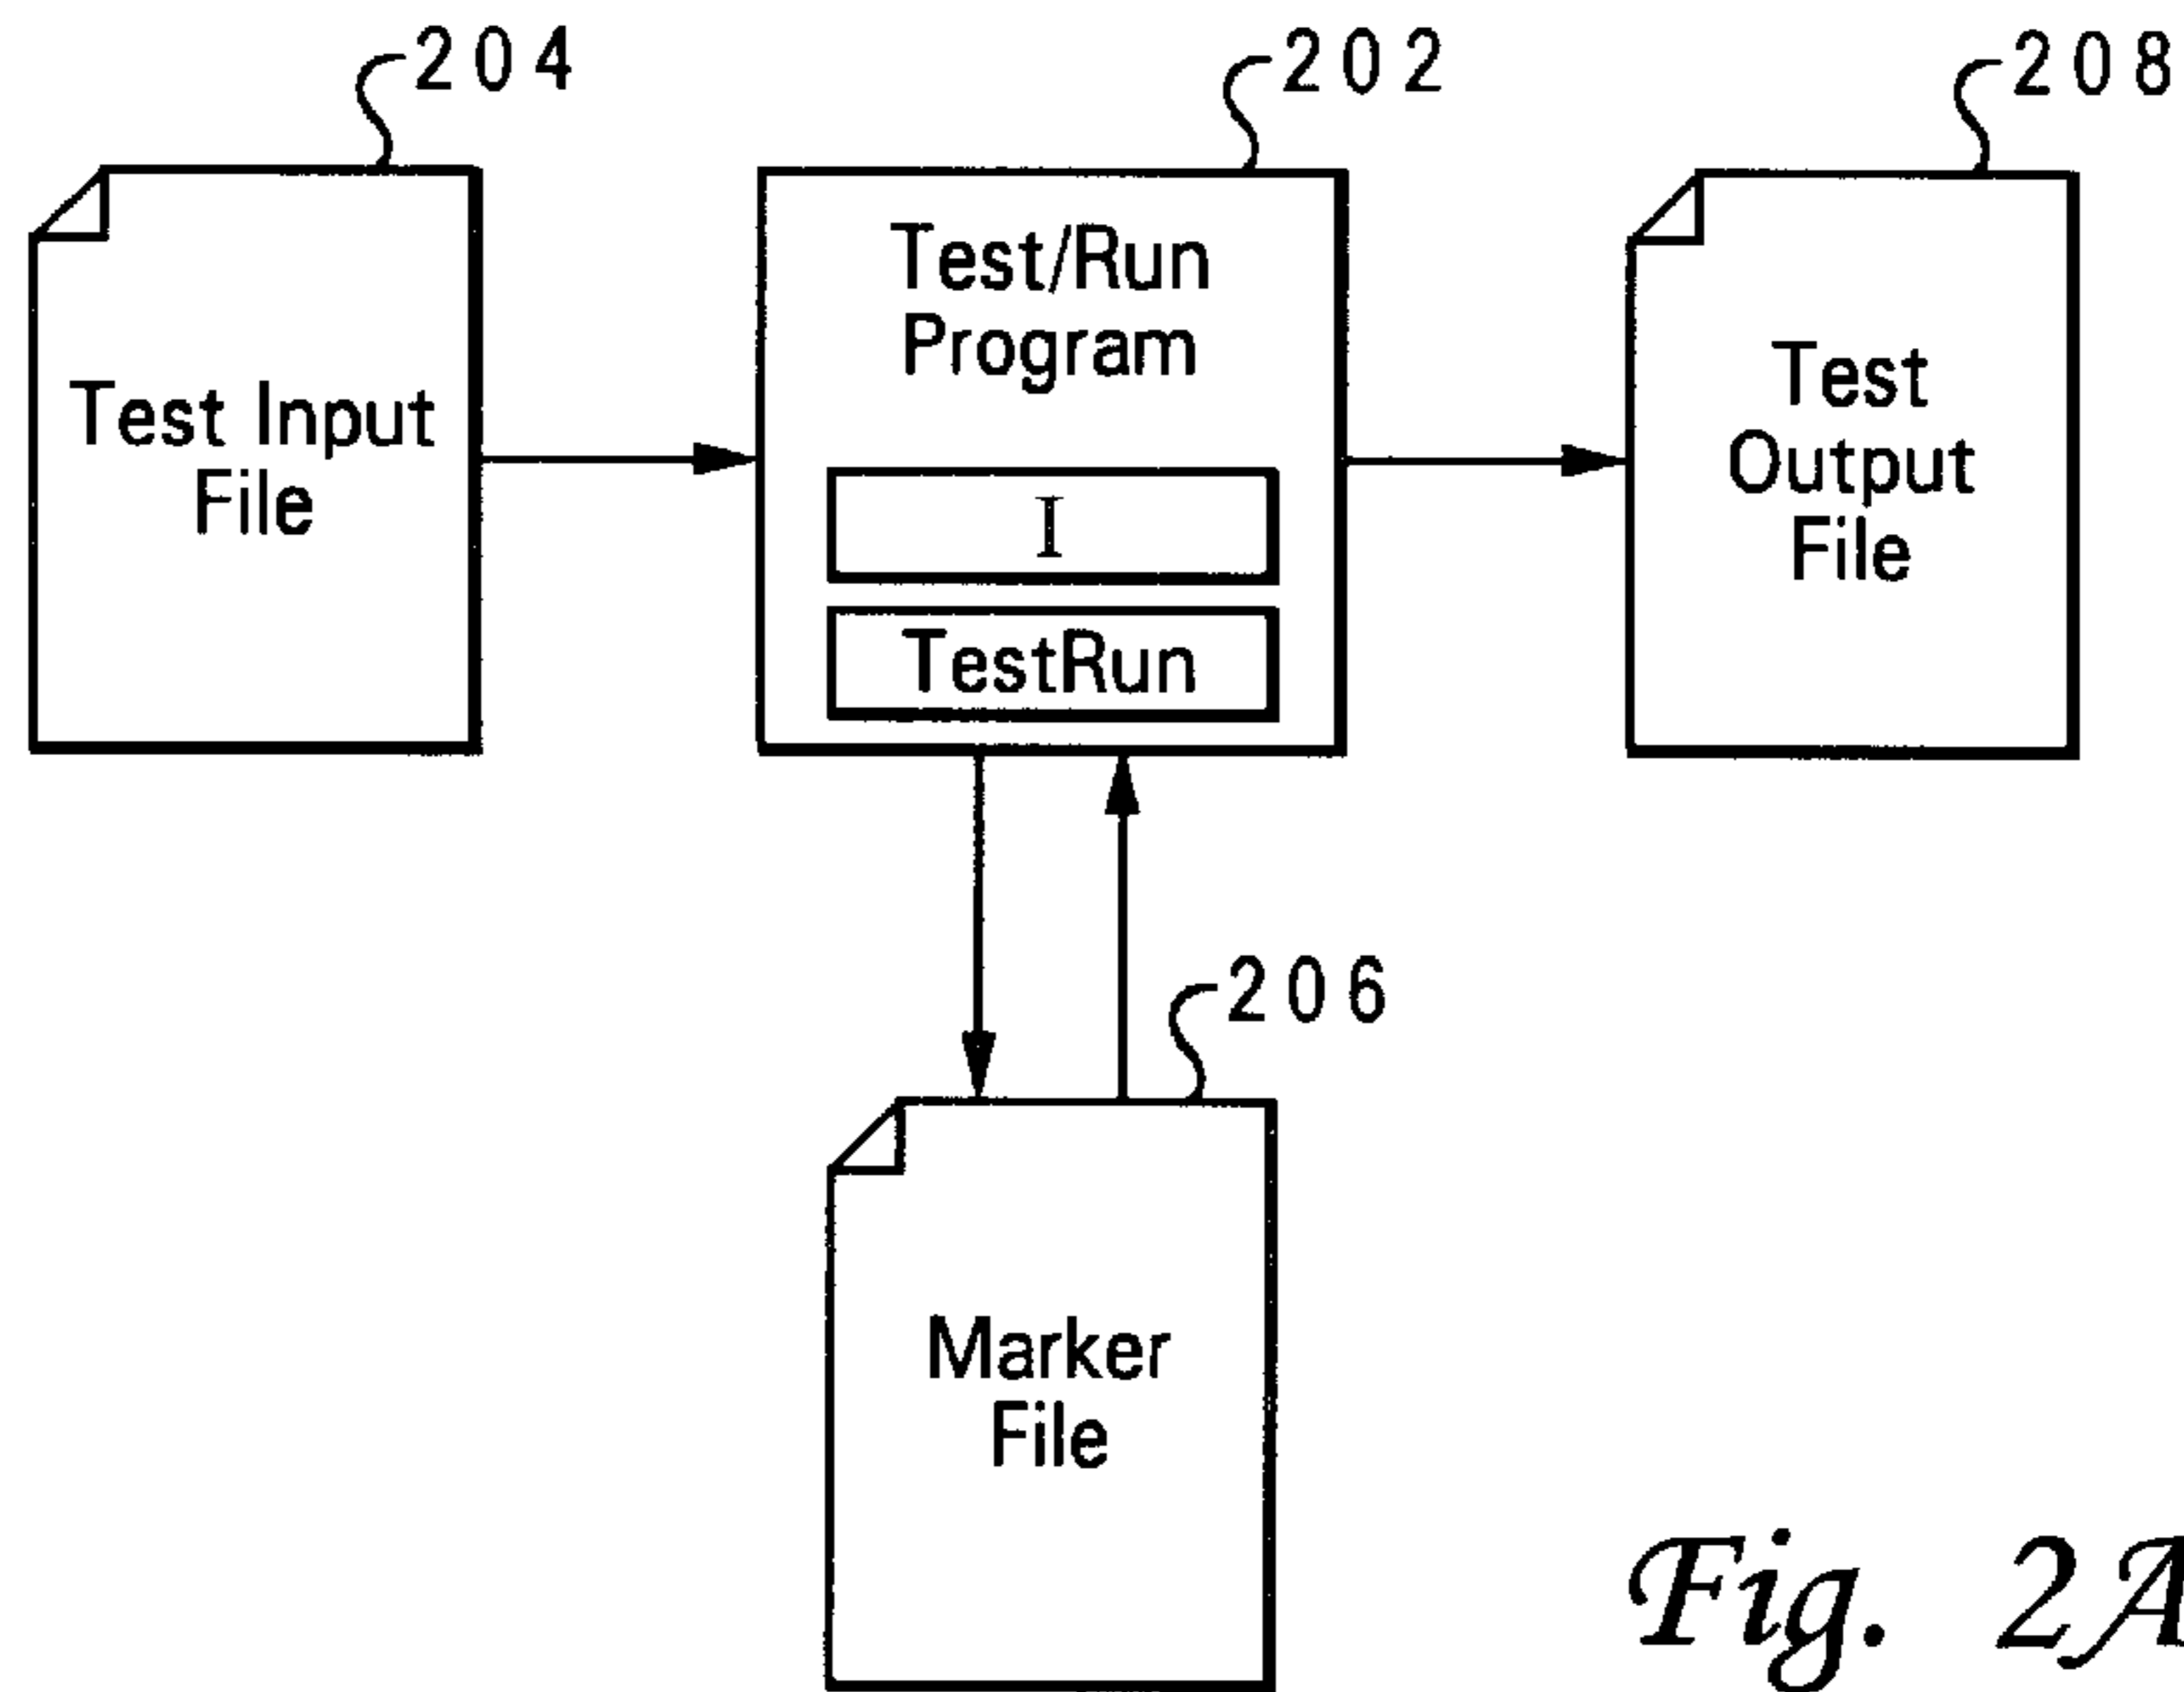 204
202
208
Test Input
File
Test/Run
Program
I
TestRun
Test
Output
File
206
Marker
File
Fig. 2A